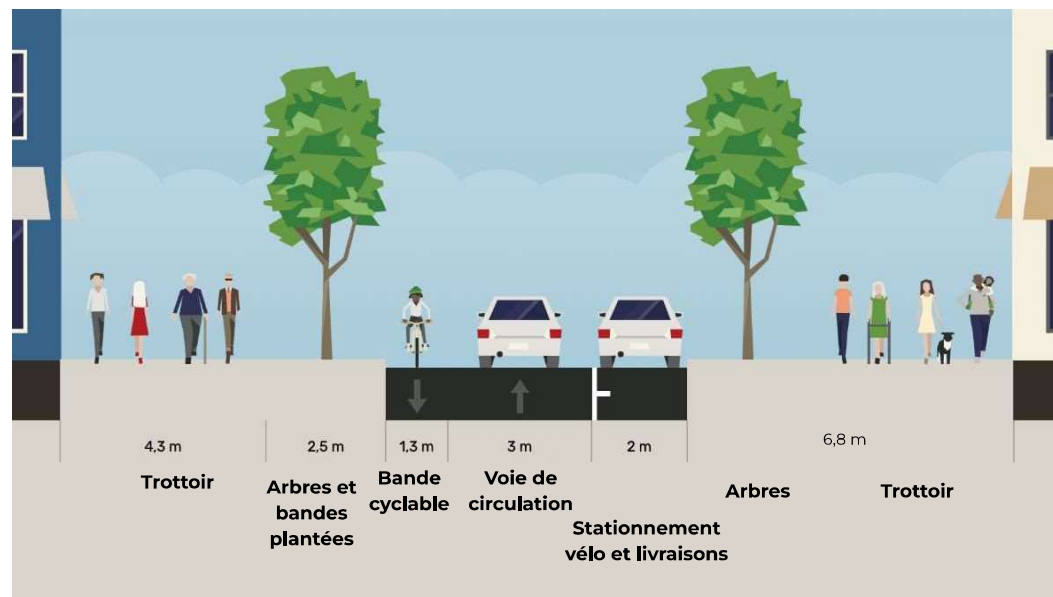 4,3 m
2,5 m
1,3 m
3 m
2 m
6,8 m
Trottoir
Arbres et
bandes
plantées
Bande
cyclable
Voie de
circulation
Stationnement
vélo et livraisons
Arbres
Trottoir